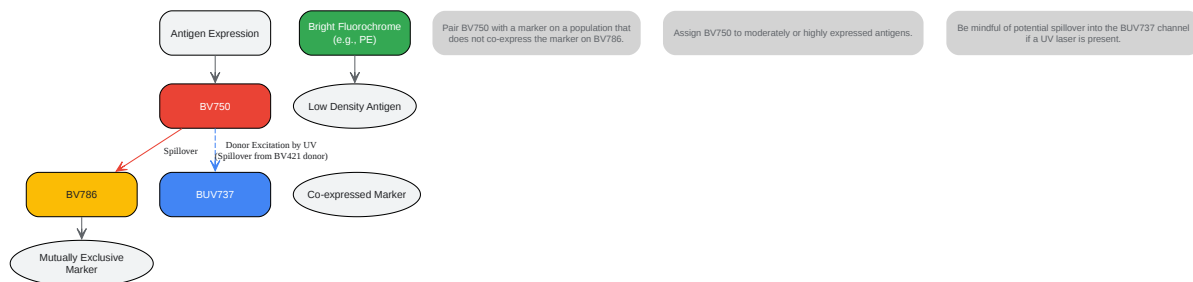 Antigen Expression
Bright Fluorochrome
(e.g., PE)
Pair BV750 with a marker on a population that
does not co-express the marker on BV786.
Assign BV750 to moderately or highly expressed antigens.
Be mindful of potential spillover into the BUV737 channel
if a UV laser is present.
BV750
Low Density Antigen
Spillover
Donor Excitation by UV
(Spillover from BV421 donor)
BV786
BUV737
Co-expressed Marker
Mutually Exclusive
Marker